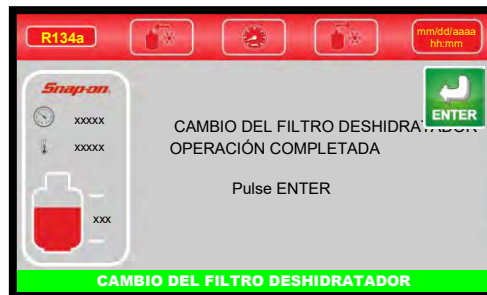 R134a
mm/dd/aaaa
hh:mm
Snap-on
xxxxx
xxxxx
xxx
ENTER
CAMBIO DEL FILTRO DESHIDRATADOR
OPERACIÓN COMPLETADA
Pulse ENTER
CAMBIO DEL FILTRO DESHIDRATADOR